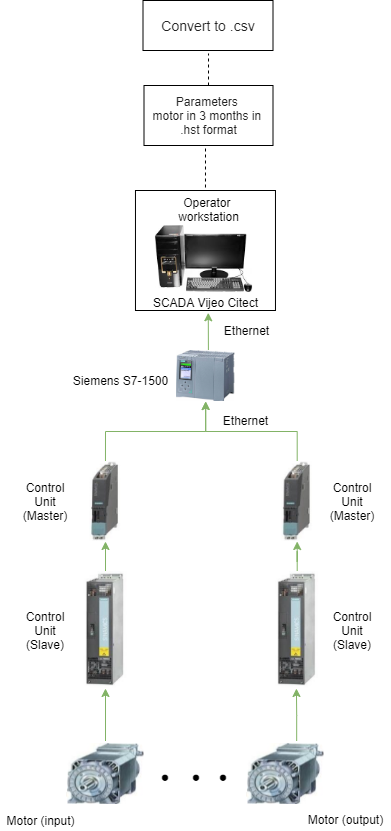 Convert to .csv
Parameters
motor in 3 months in
.hst format
Operator
workstation
SCADA Vijeo Citect
Ethernet
Siemens S7-1500
Ethernet
Control
Unit
(Master)
Control
Unit
(Master)
Control
Unit
(Slave)
Control
Unit
(Slave)
Motor (input)
Motor (output)